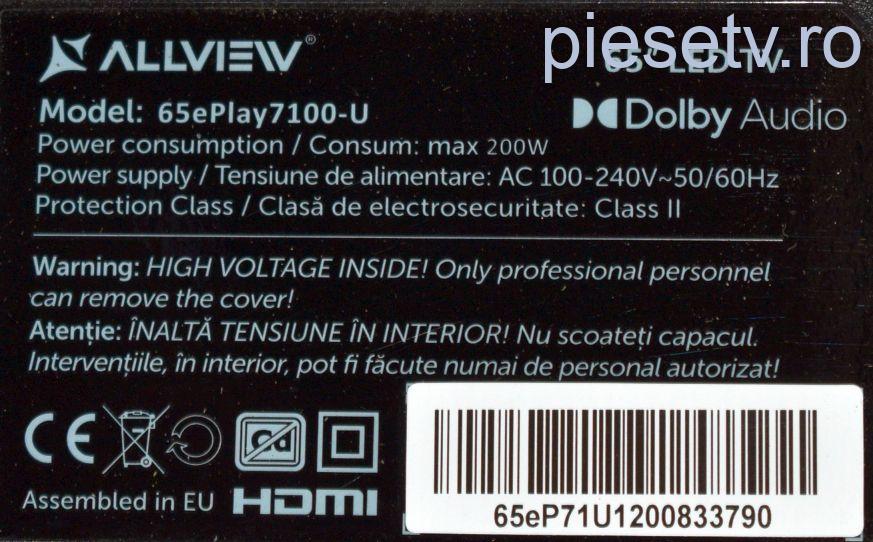 ALLVIEW®
piesetv.ro
65" LED TV
Model: 65ePlay7100-U
Dolby Audio
Power consumption / Consum: max 200W
Power supply / Tensiune de alimentare: AC 100-240V~50/60Hz
Protection Class / Clasă de electrosecuritate: Class II
Warning: HIGH VOLTAGE INSIDE! Only professional personnel
can remove the cover!
Atenție: ÎNALTĂ TENSIUNE ÎN INTERIOR! Nu scoateți capacul.
Intervențiile, în interior, pot fi făcute numai de personal autorizat!
CE
Cd
Assembled in EU HDMI
65eP71U1200833790